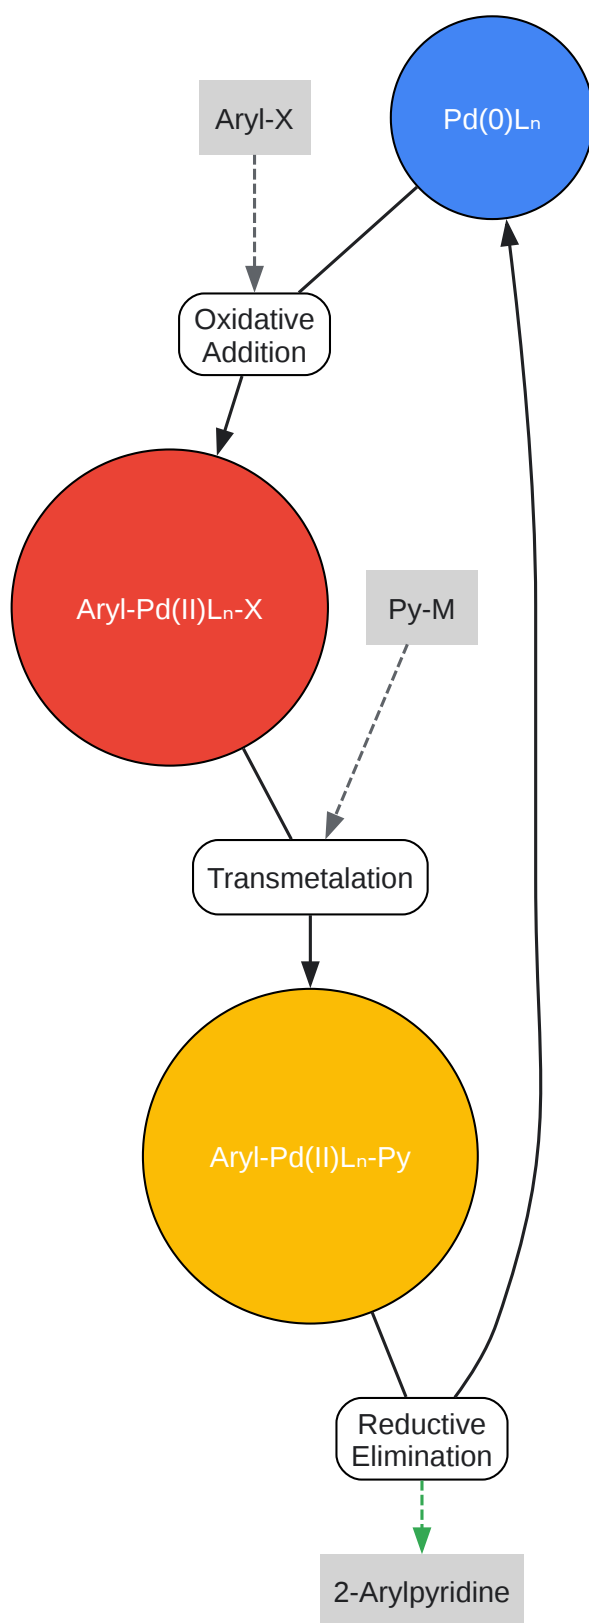 Aryl-X
Pd(0)Lₙ
Oxidative
Addition
Aryl-Pd(II)Lₙ-X
Py-M
Transmetalation
Aryl-Pd(II)Lₙ-Py
Reductive
Elimination
2-Arylpyridine